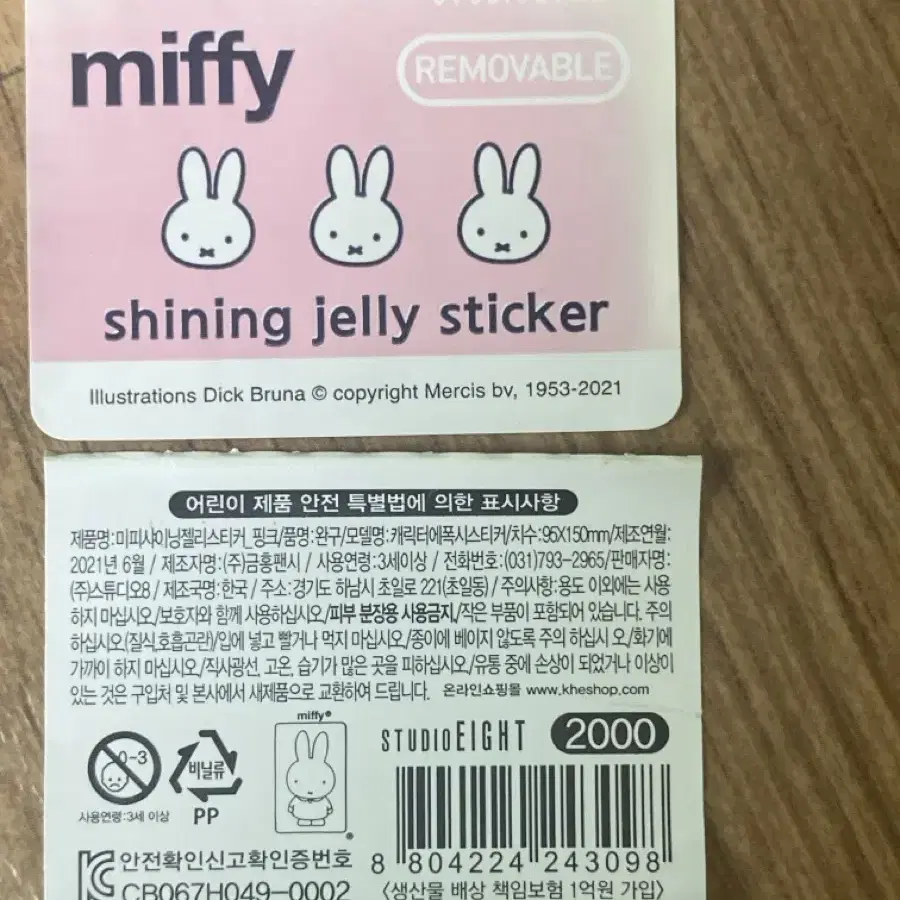 miffy
REMOVABLE
shining jelly sticker
Illustrations Dick Bruna © copyright Mercis bv, 1953-2021
어린이 제품 안전 특별법에 의한 표시사항
제품명:미피샤이닝젤리스티커_핑크/품명:완구/모델명:캐릭터에폭시스티커/치수:95X150mm/제조연월:
2021년 6월 / 제조자명:(주)금홍팬시 / 사용연령:3세이상 / 전화번호:(031)793-2965/판매자명:
(주)스튜디오8 / 제조국명:한국 / 주소:경기도 하남시 초일로 221(초일동) / 주의사항:용도 이외에는 사용
하지 마십시오/보호자와 함께 사용하십시오/피부 분장용 사용금지/작은 부품이 포함되어 있습니다. 주의
하십시오(질식,호흡곤란)/입에 넣고 빨거나 먹지 마십시오/종이에 베이지 않도록 주의 하십시 오/화기에
가까이 하지 마십시오/직사광선, 고온, 습기가 많은 곳을 피하십시오/유통 중에 손상이 되었거나 이상이
있는 것은 구입처 및 본사에서 새제품으로 교환하여 드립니다. 온라인쇼핑몰 www.kheshop.com
miffy®
STUDIO EIGHT 2000
0-3
비닐류
사용연령:3세 이상
PP
®
안전확인신고확인증번호
CB067H049-0002
8 804224 243098
〈생산물 배상 책임보험 1억원 가입〉